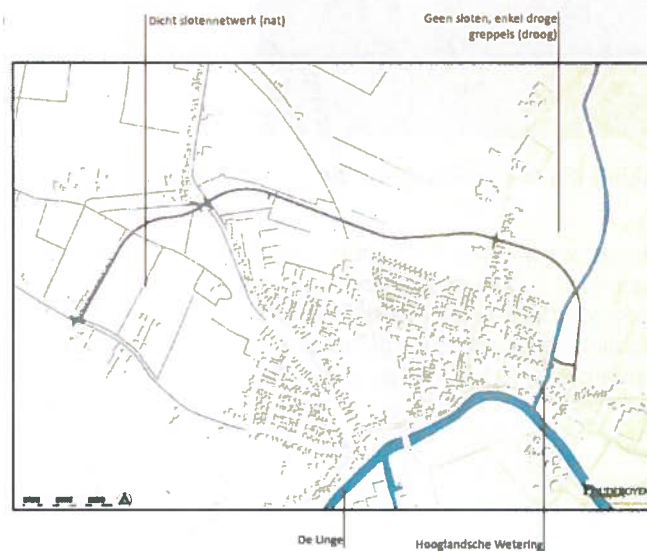 Dicht slotennetwerk (nat)
Geen sloten, enkel droge
greppels (droog)
De Linge
Hooglandsche Wetering